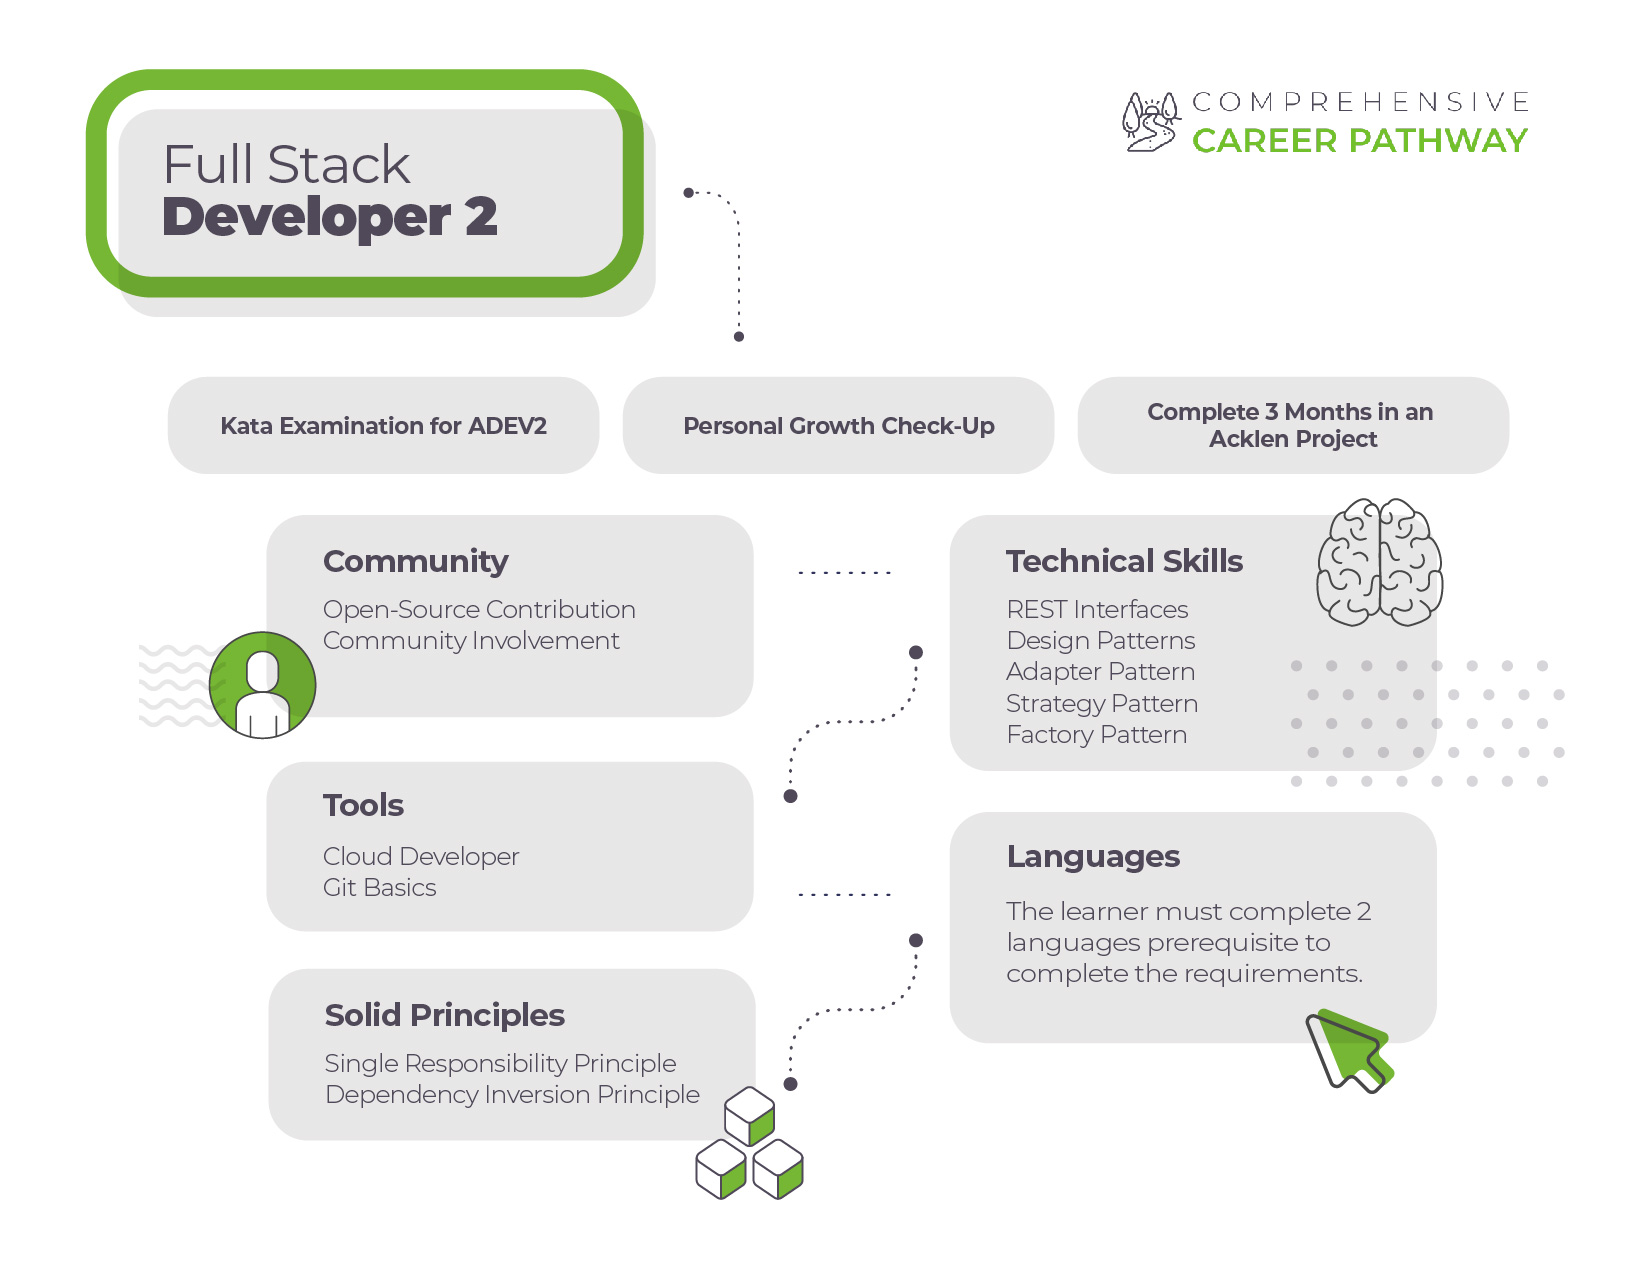 Full Stack
Developer 2
COMPREHENSIVE
CAREER PATHWAY
Kata Examination for ADEV2
Personal Growth Check-Up
Complete 3 Months in an
Acklen Project
Community
Open-Source Contribution
Community Involvement
Technical Skills
REST Interfaces
Design Patterns
Adapter Pattern
Strategy Pattern
Factory Pattern
Tools
Cloud Developer
Git Basics
Languages
The learner must complete 2
languages prerequisite to
complete the requirements.
Solid Principles
Single Responsibility Principle
Dependency Inversion Principle